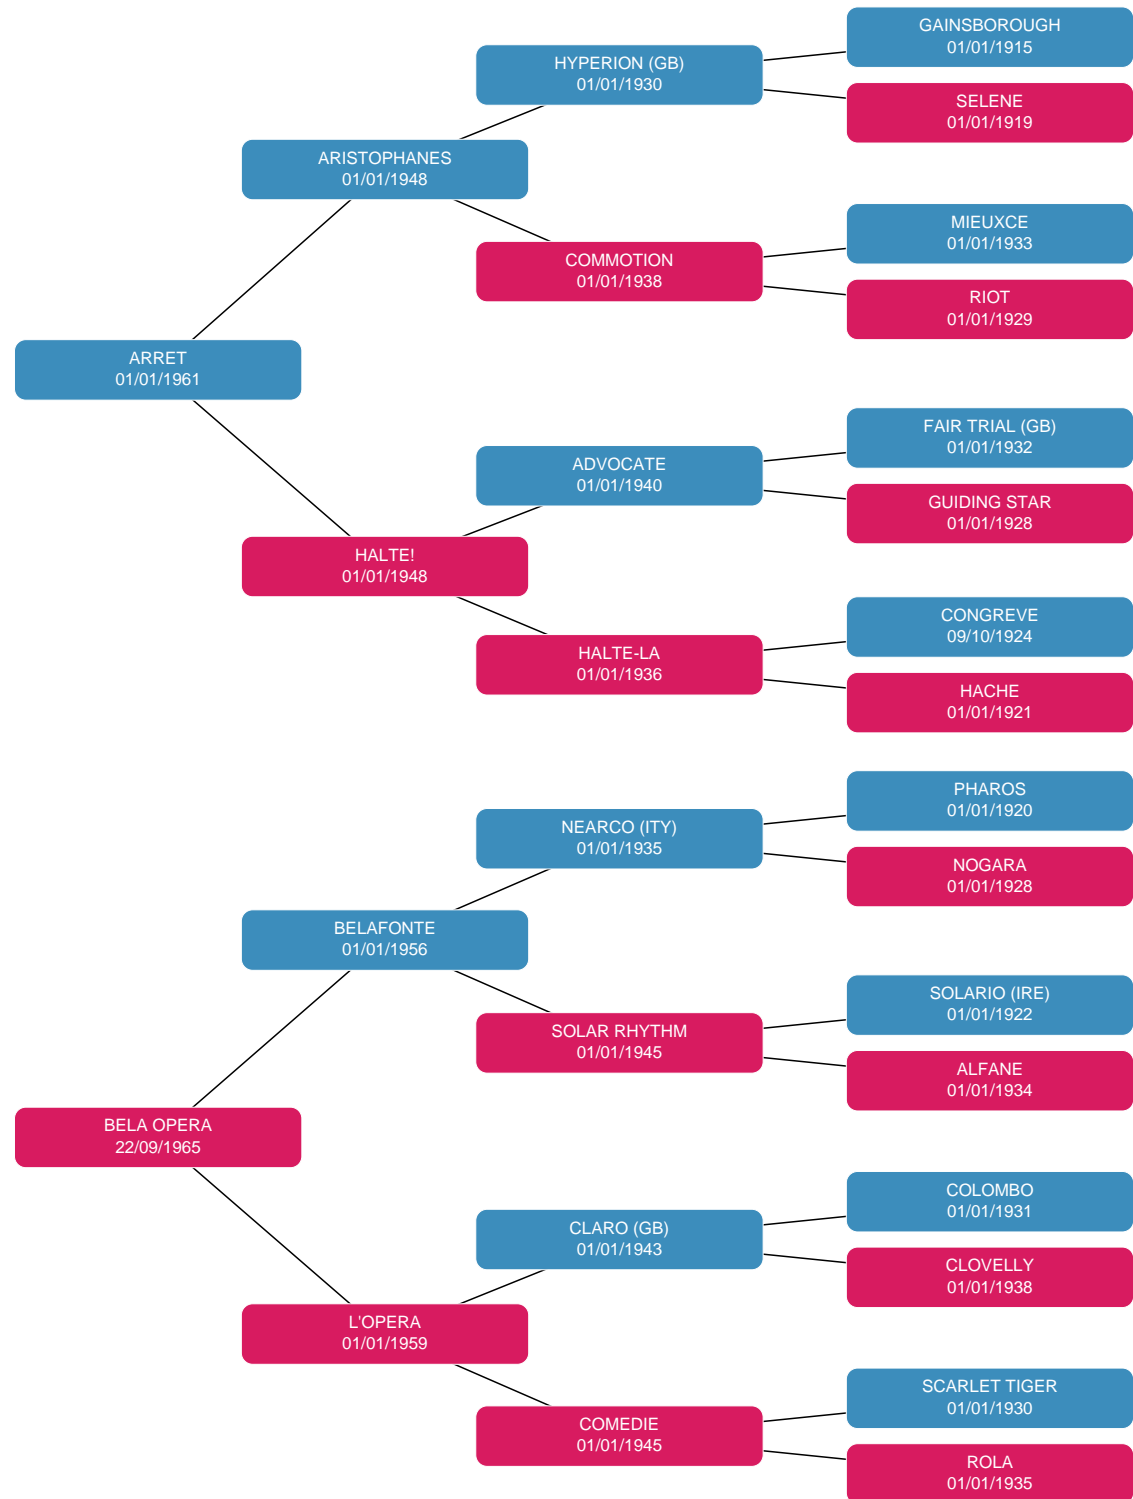 GAINSBOROUGH
01/01/1915
HYPERION (GB)
01/01/1930
SELENE
01/01/1919
ARISTOPHANES
01/01/1948
MIEUXCE
01/01/1933
COMMOTION
01/01/1938
RIOT
01/01/1929
ARRET
01/01/1961
FAIR TRIAL (GB)
01/01/1932
ADVOCATE
01/01/1940
GUIDING STAR
01/01/1928
HALTE!
01/01/1948
CONGREVE
09/10/1924
HALTE-LA
01/01/1936
HACHE
01/01/1921
PHAROS
01/01/1920
NEARCO (ITY)
01/01/1935
NOGARA
01/01/1928
BELAFONTE
01/01/1956
SOLARIO (IRE)
01/01/1922
SOLAR RHYTHM
01/01/1945
ALFANE
01/01/1934
BELA OPERA
22/09/1965
COLOMBO
01/01/1931
CLARO (GB)
01/01/1943
CLOVELLY
01/01/1938
L'OPERA
01/01/1959
SCARLET TIGER
01/01/1930
COMEDIE
01/01/1945
ROLA
01/01/1935